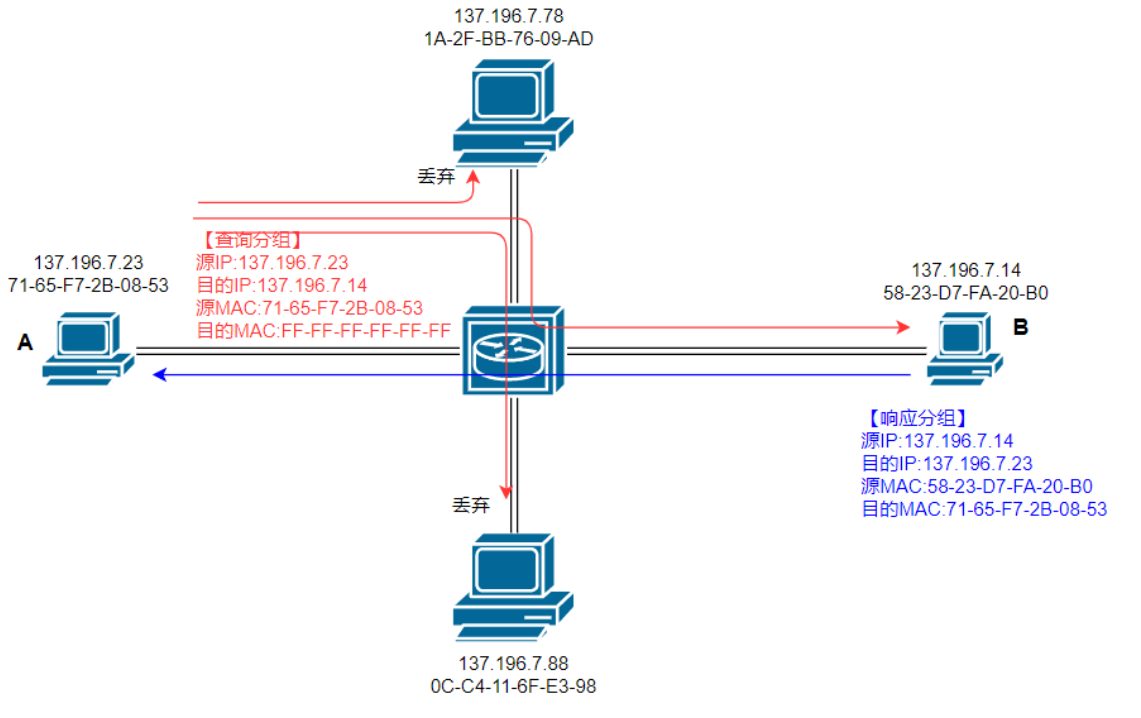 137.196.7.78
1A-2F-BB-76-09-AD
丢弃
【查询分组】
源IP:137.196.7.23
目的IP:137.196.7.14
源MAC:71-65-F7-2B-08-53
目的MAC:FF-FF-FF-FF-FF-FF
137.196.7.23
71-65-F7-2B-08-53
A
137.196.7.14
58-23-D7-FA-20-B0
B
【响应分组】
源IP:137.196.7.14
目的IP:137.196.7.23
源MAC:58-23-D7-FA-20-B0
目的MAC:71-65-F7-2B-08-53
丢弃
137.196.7.88
0C-C4-11-6F-E3-98